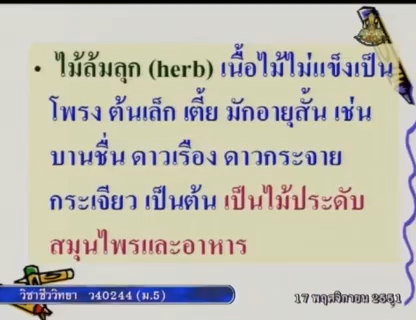 • ไม้ล้มลุก (herb) เนื้อไม้ไม่แข็งเป็น
โพรง ต้นเล็ก เตี้ย มักอายุสั้น เช่น
บานชื่น ดาวเรือง ดาวกระจาย
กระเจียว เป็นต้น เป็นไม้ประดับ
สมุนไพรและอาหาร
วิชาชีววิทยา ว40244 (ม.5)
17 พฤศจิกายน 2551